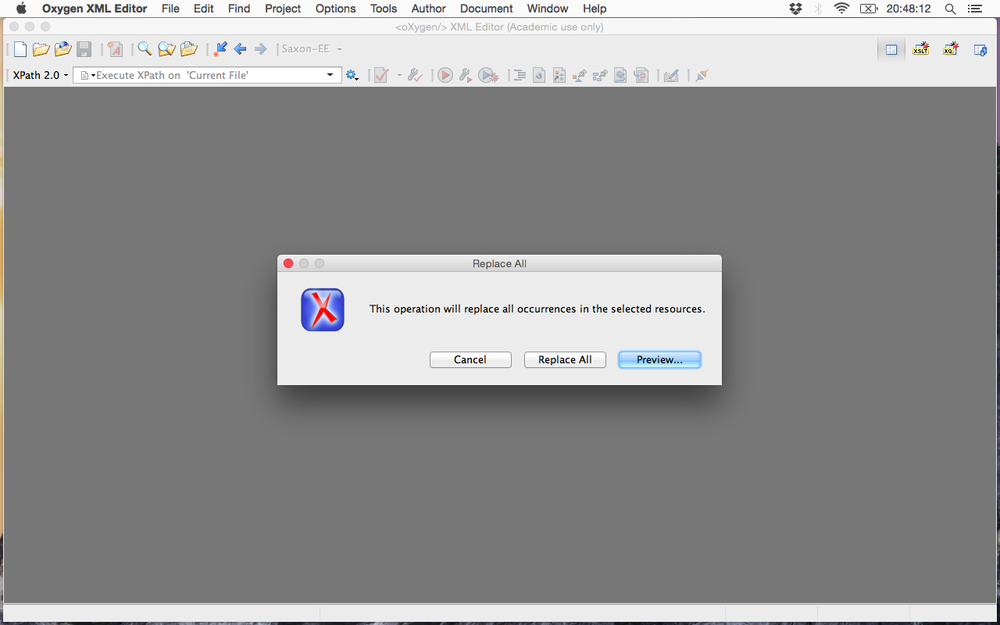 Oxygen XML Editor File Edit Find Project Options Tools Author Document Window Help 20:48:12
<oXygen/> XML Editor (Academic use only)
Saxon-EE
XSLT XQ
XPath 2.0 Execute XPath on 'Current File'
Replace All
This operation will replace all occurrences in the selected resources.
Cancel Replace All Preview...